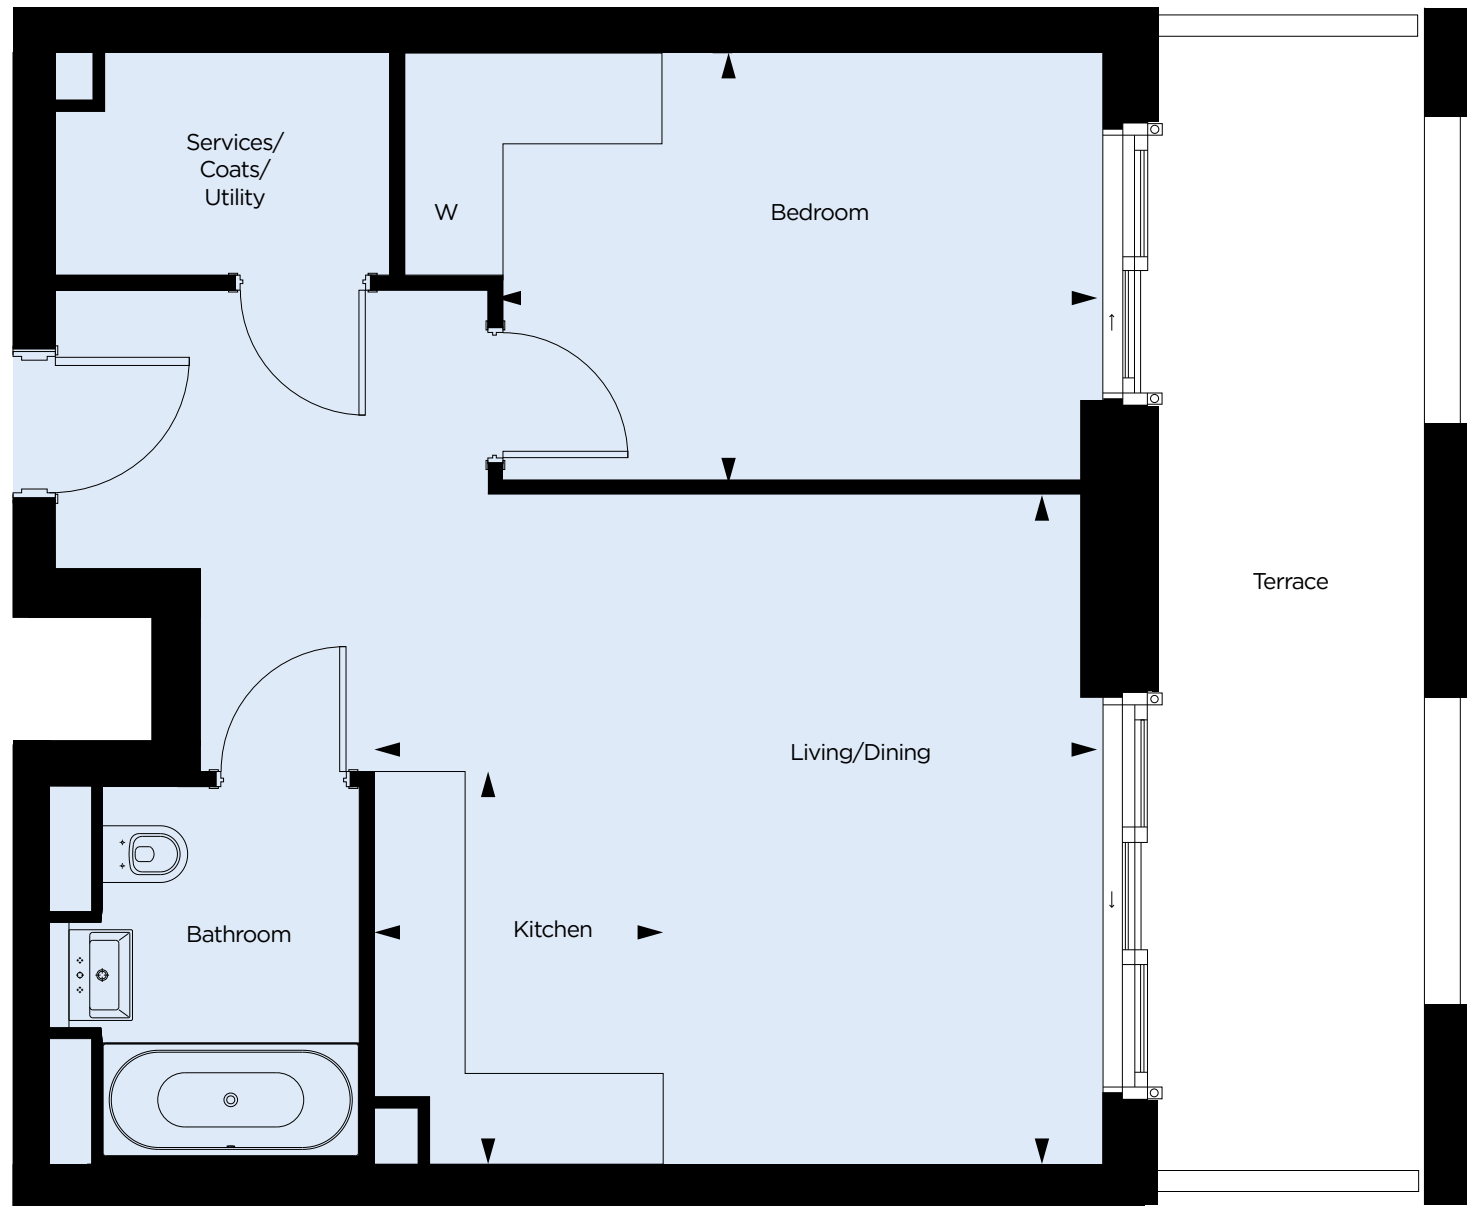 Services/
Coats/
Utility
W
Bedroom
Terrace
Living/Dining
Kitchen
Bathroom